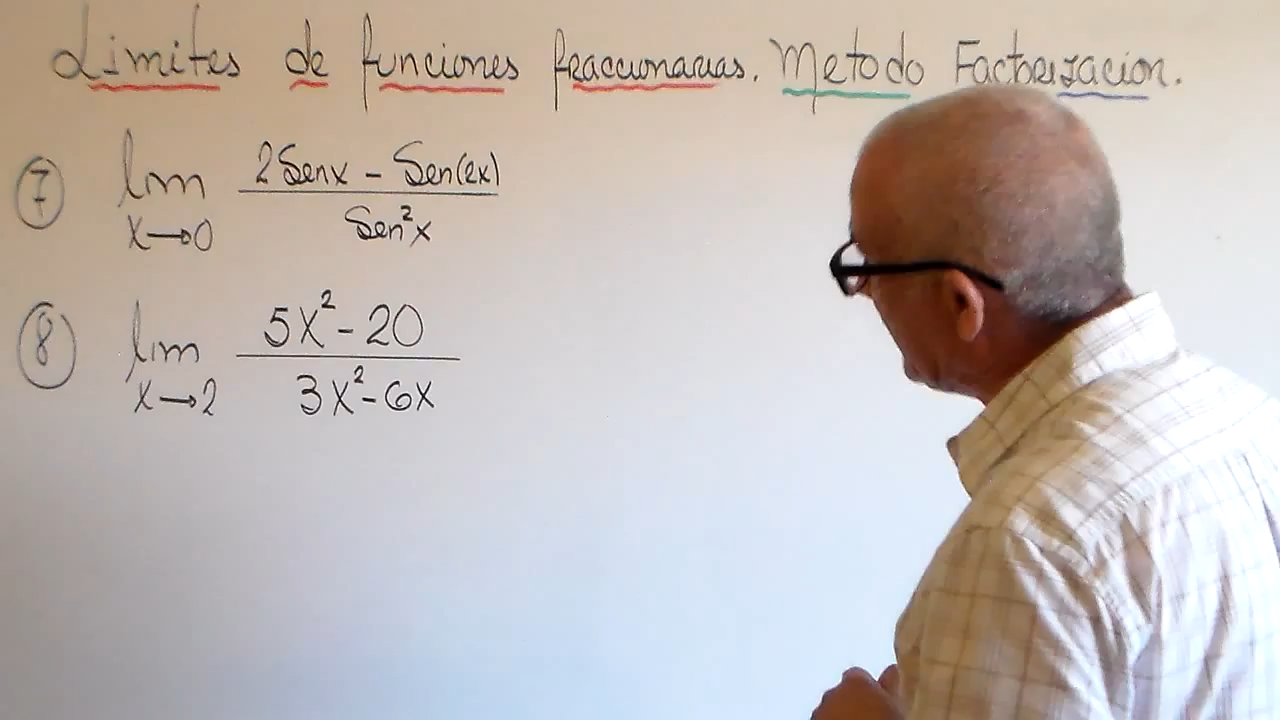 Limites de funciones fraccionarias. Metodo Factorizacion.
7 lim x→0 (2Senx - Sen(2x)) / Sen²x
8 lim x→2 (5x² - 20) / (3x² - 6x)